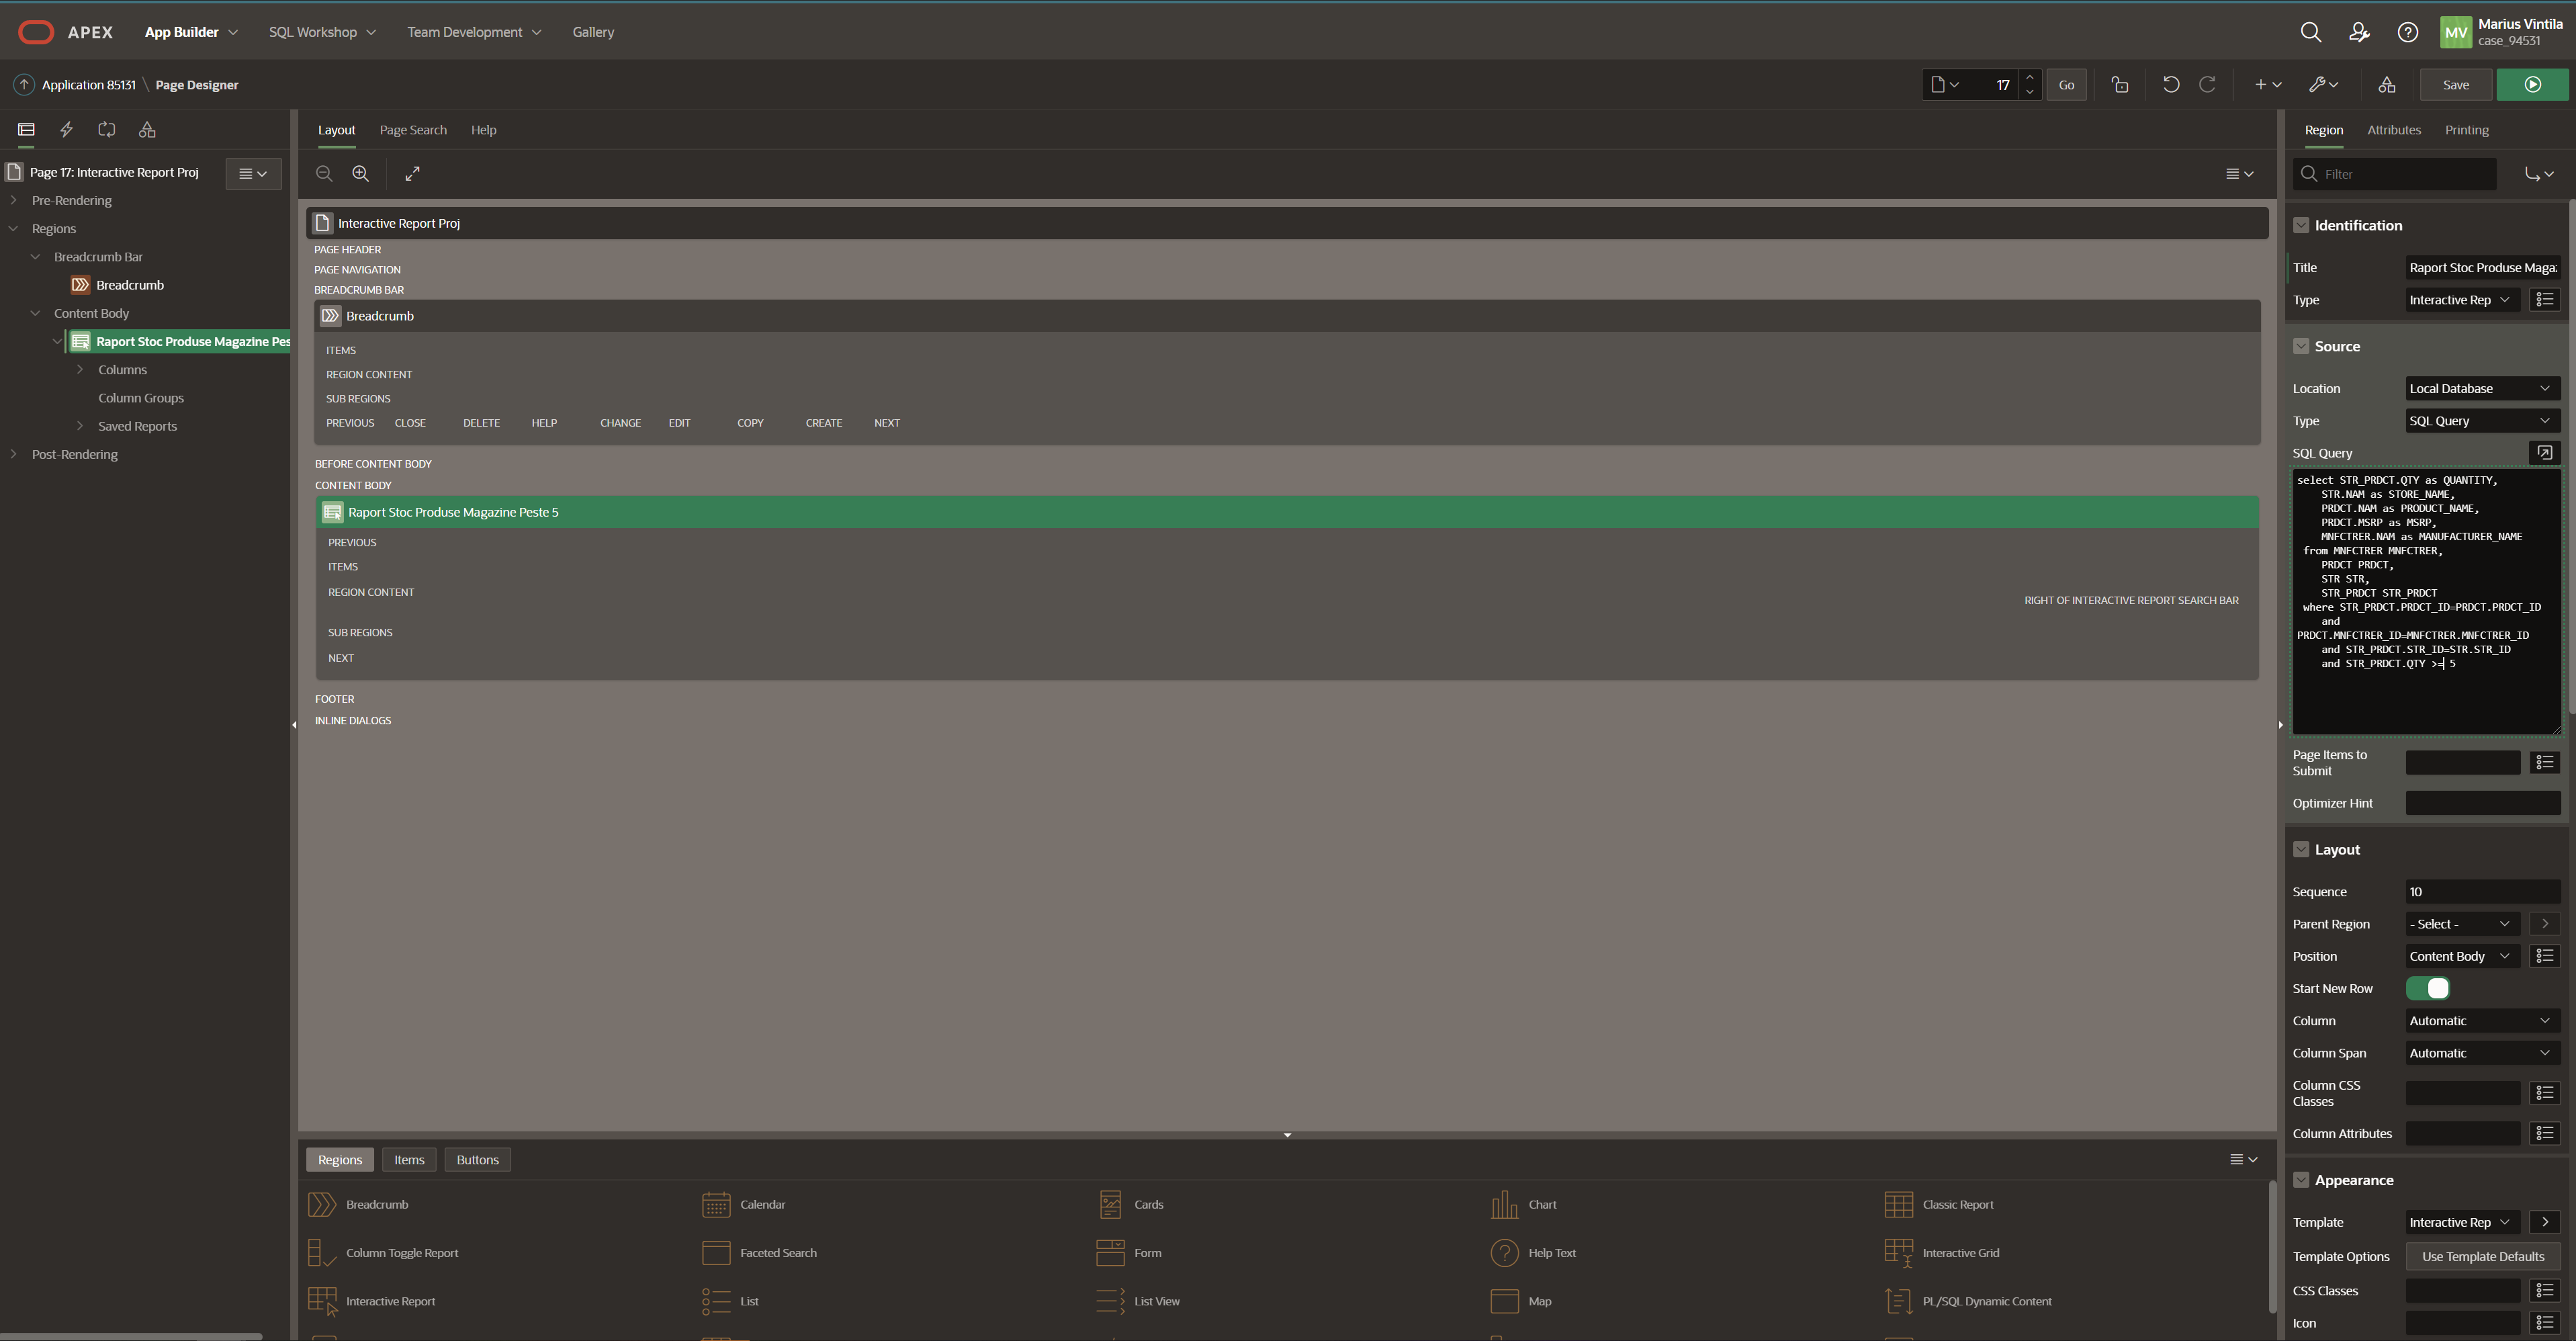 APEX App Builder SQL Workshop Team Development Gallery
MV Marius Vintila
case_94531
Application 85131 \ Page Designer
17 Go Save
Page 17: Interactive Report Proj
Pre-Rendering
Regions
Breadcrumb Bar
Breadcrumb
Content Body
Raport Stoc Produse Magazine Pes
Columns
Column Groups
Saved Reports
Post-Rendering
Layout Page Search Help
Interactive Report Proj
PAGE HEADER
PAGE NAVIGATION
BREADCRUMB BAR
Breadcrumb
ITEMS
REGION CONTENT
SUB REGIONS
PREVIOUS CLOSE DELETE HELP CHANGE EDIT COPY CREATE NEXT
BEFORE CONTENT BODY
CONTENT BODY
Raport Stoc Produse Magazine Peste 5
PREVIOUS
ITEMS
REGION CONTENT
RIGHT OF INTERACTIVE REPORT SEARCH BAR
SUB REGIONS
NEXT
FOOTER
INLINE DIALOGS
Regions Items Buttons
Breadcrumb Calendar Cards Chart Classic Report
Column Toggle Report Faceted Search Form Help Text Interactive Grid
Interactive Report List List View Map PL/SQL Dynamic Content
Region Attributes Printing
Filter
Identification
Title Raport Stoc Produse Magaz
Type Interactive Rep
Source
Location Local Database
Type SQL Query
SQL Query
select STR_PRDCT.QTY as QUANTITY,
STR.NAM as STORE_NAME,
PRDCT.NAM as PRODUCT_NAME,
PRDCT.MSRP as MSRP,
MNFCTRER.NAM as MANUFACTURER_NAME
from MNFCTRER MNFCTRER,
PRDCT PRDCT,
STR STR,
STR_PRDCT STR_PRDCT
where STR_PRDCT.PRDCT_ID=PRDCT.PRDCT_ID
and
PRDCT.MNFCTRER_ID=MNFCTRER.MNFCTRER_ID
and STR_PRDCT.STR_ID=STR.STR_ID
and STR_PRDCT.QTY >= 5
Page Items to
Submit
Optimizer Hint
Layout
Sequence 10
Parent Region - Select -
Position Content Body
Start New Row
Column Automatic
Column Span Automatic
Column CSS
Classes
Column Attributes
Appearance
Template Interactive Rep
Template Options Use Template Defaults
CSS Classes
Icon